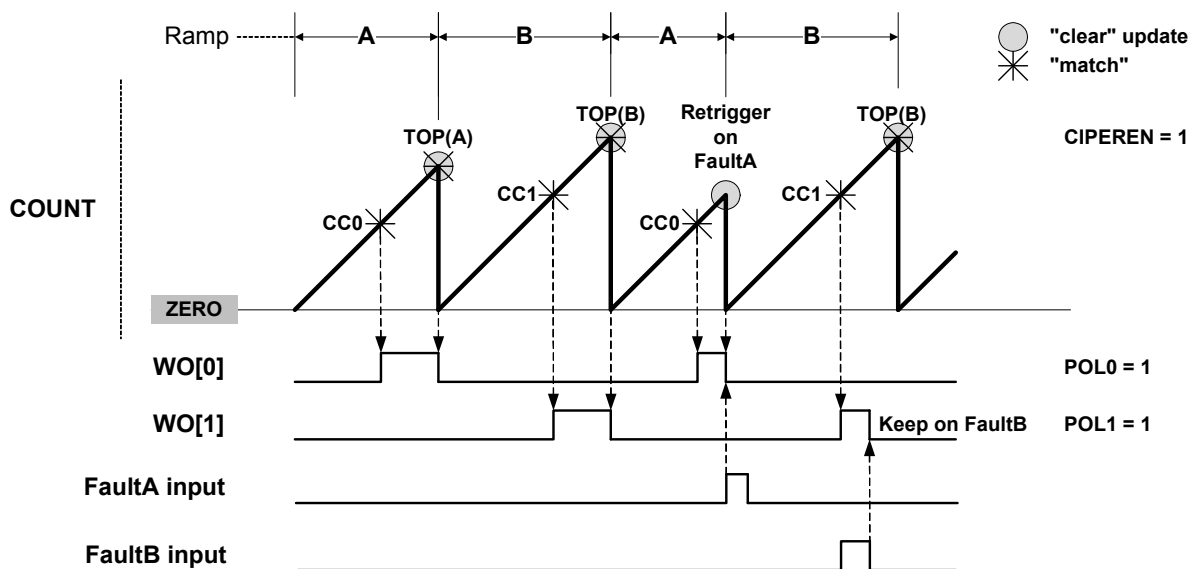 Ramp
A
B
A
B
"clear" update
"match"
TOP(A)
TOP(B)
Retrigger
on
FaultA
TOP(B)
CIPEREN = 1
COUNT
CC0
CC1
CC0
CC1
ZERO
WO[0]
POL0 = 1
WO[1]
Keep on FaultB
POL1 = 1
FaultA input
FaultB input